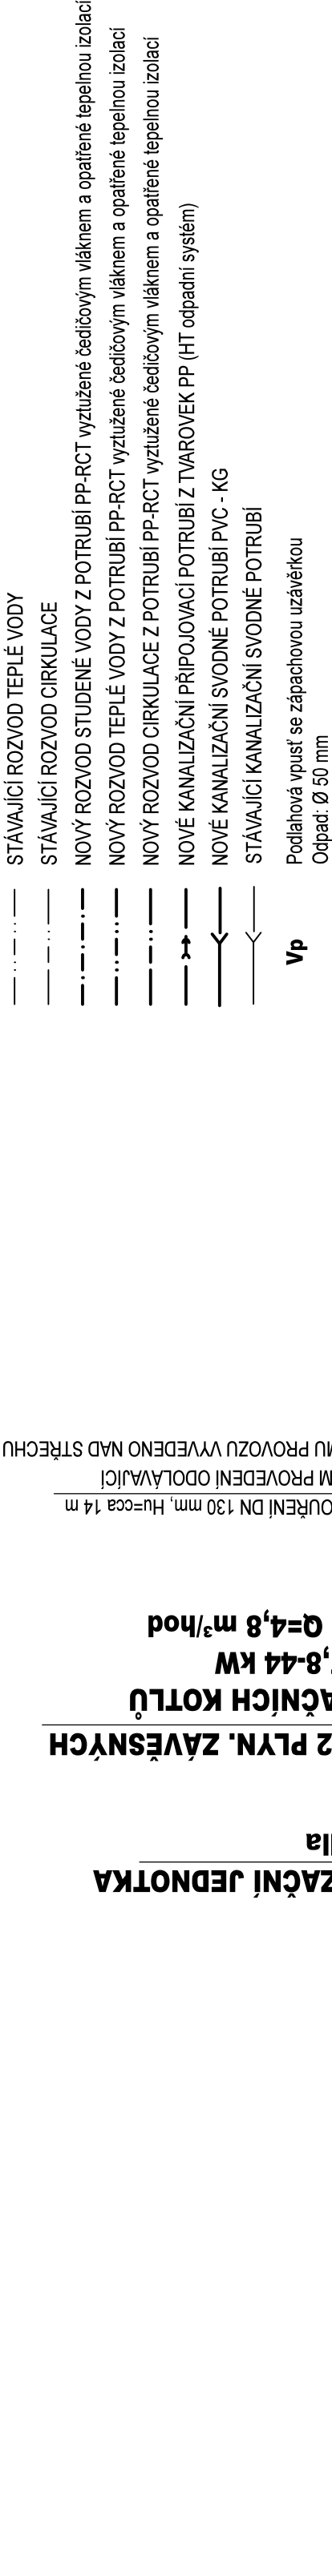 STÁVAJÍCÍ ROZVOD TEPLÉ VODY
STÁVAJÍCÍ ROZVOD CIRKULACE
NOVÝ ROZVOD STUDENÉ VODY Z POTRUBÍ PP-RCT vyztužené čedičovým vláknem a opatřené tepelnou izolací
NOVÝ ROZVOD TEPLÉ VODY Z POTRUBÍ PP-RCT vyztužené čedičovým vláknem a opatřené tepelnou izolací
NOVÝ ROZVOD CIRKULACE Z POTRUBÍ PP-RCT vyztužené čedičovým vláknem a opatřené tepelnou izolací
NOVÉ KANALIZAČNÍ PŘIPOJOVACÍ POTRUBÍ Z TVAROVEK PP (HT odpadní systém)
NOVÉ KANALIZAČNÍ SVODNÉ POTRUBÍ PVC - KG
STÁVAJÍCÍ KANALIZAČNÍ SVODNÉ POTRUBÍ
Vp Podlahová vpusť se zápachovou uzávěrkou
Odpad: Ø 50 mm
ZAČNÍ JEDNOTKA
lla
2 PLYN. ZÁVĚSNÝCH
AČNÍCH KOTLŮ
,8-44 kW
Q=4,8 m³/hod
OUŘENÍ DN 130 mm, Hu=cca 14 m
M PROVEDENÍ ODOLÁVAJÍCÍ
MU PROVOZU VYVEDENO NAD STŘECHU